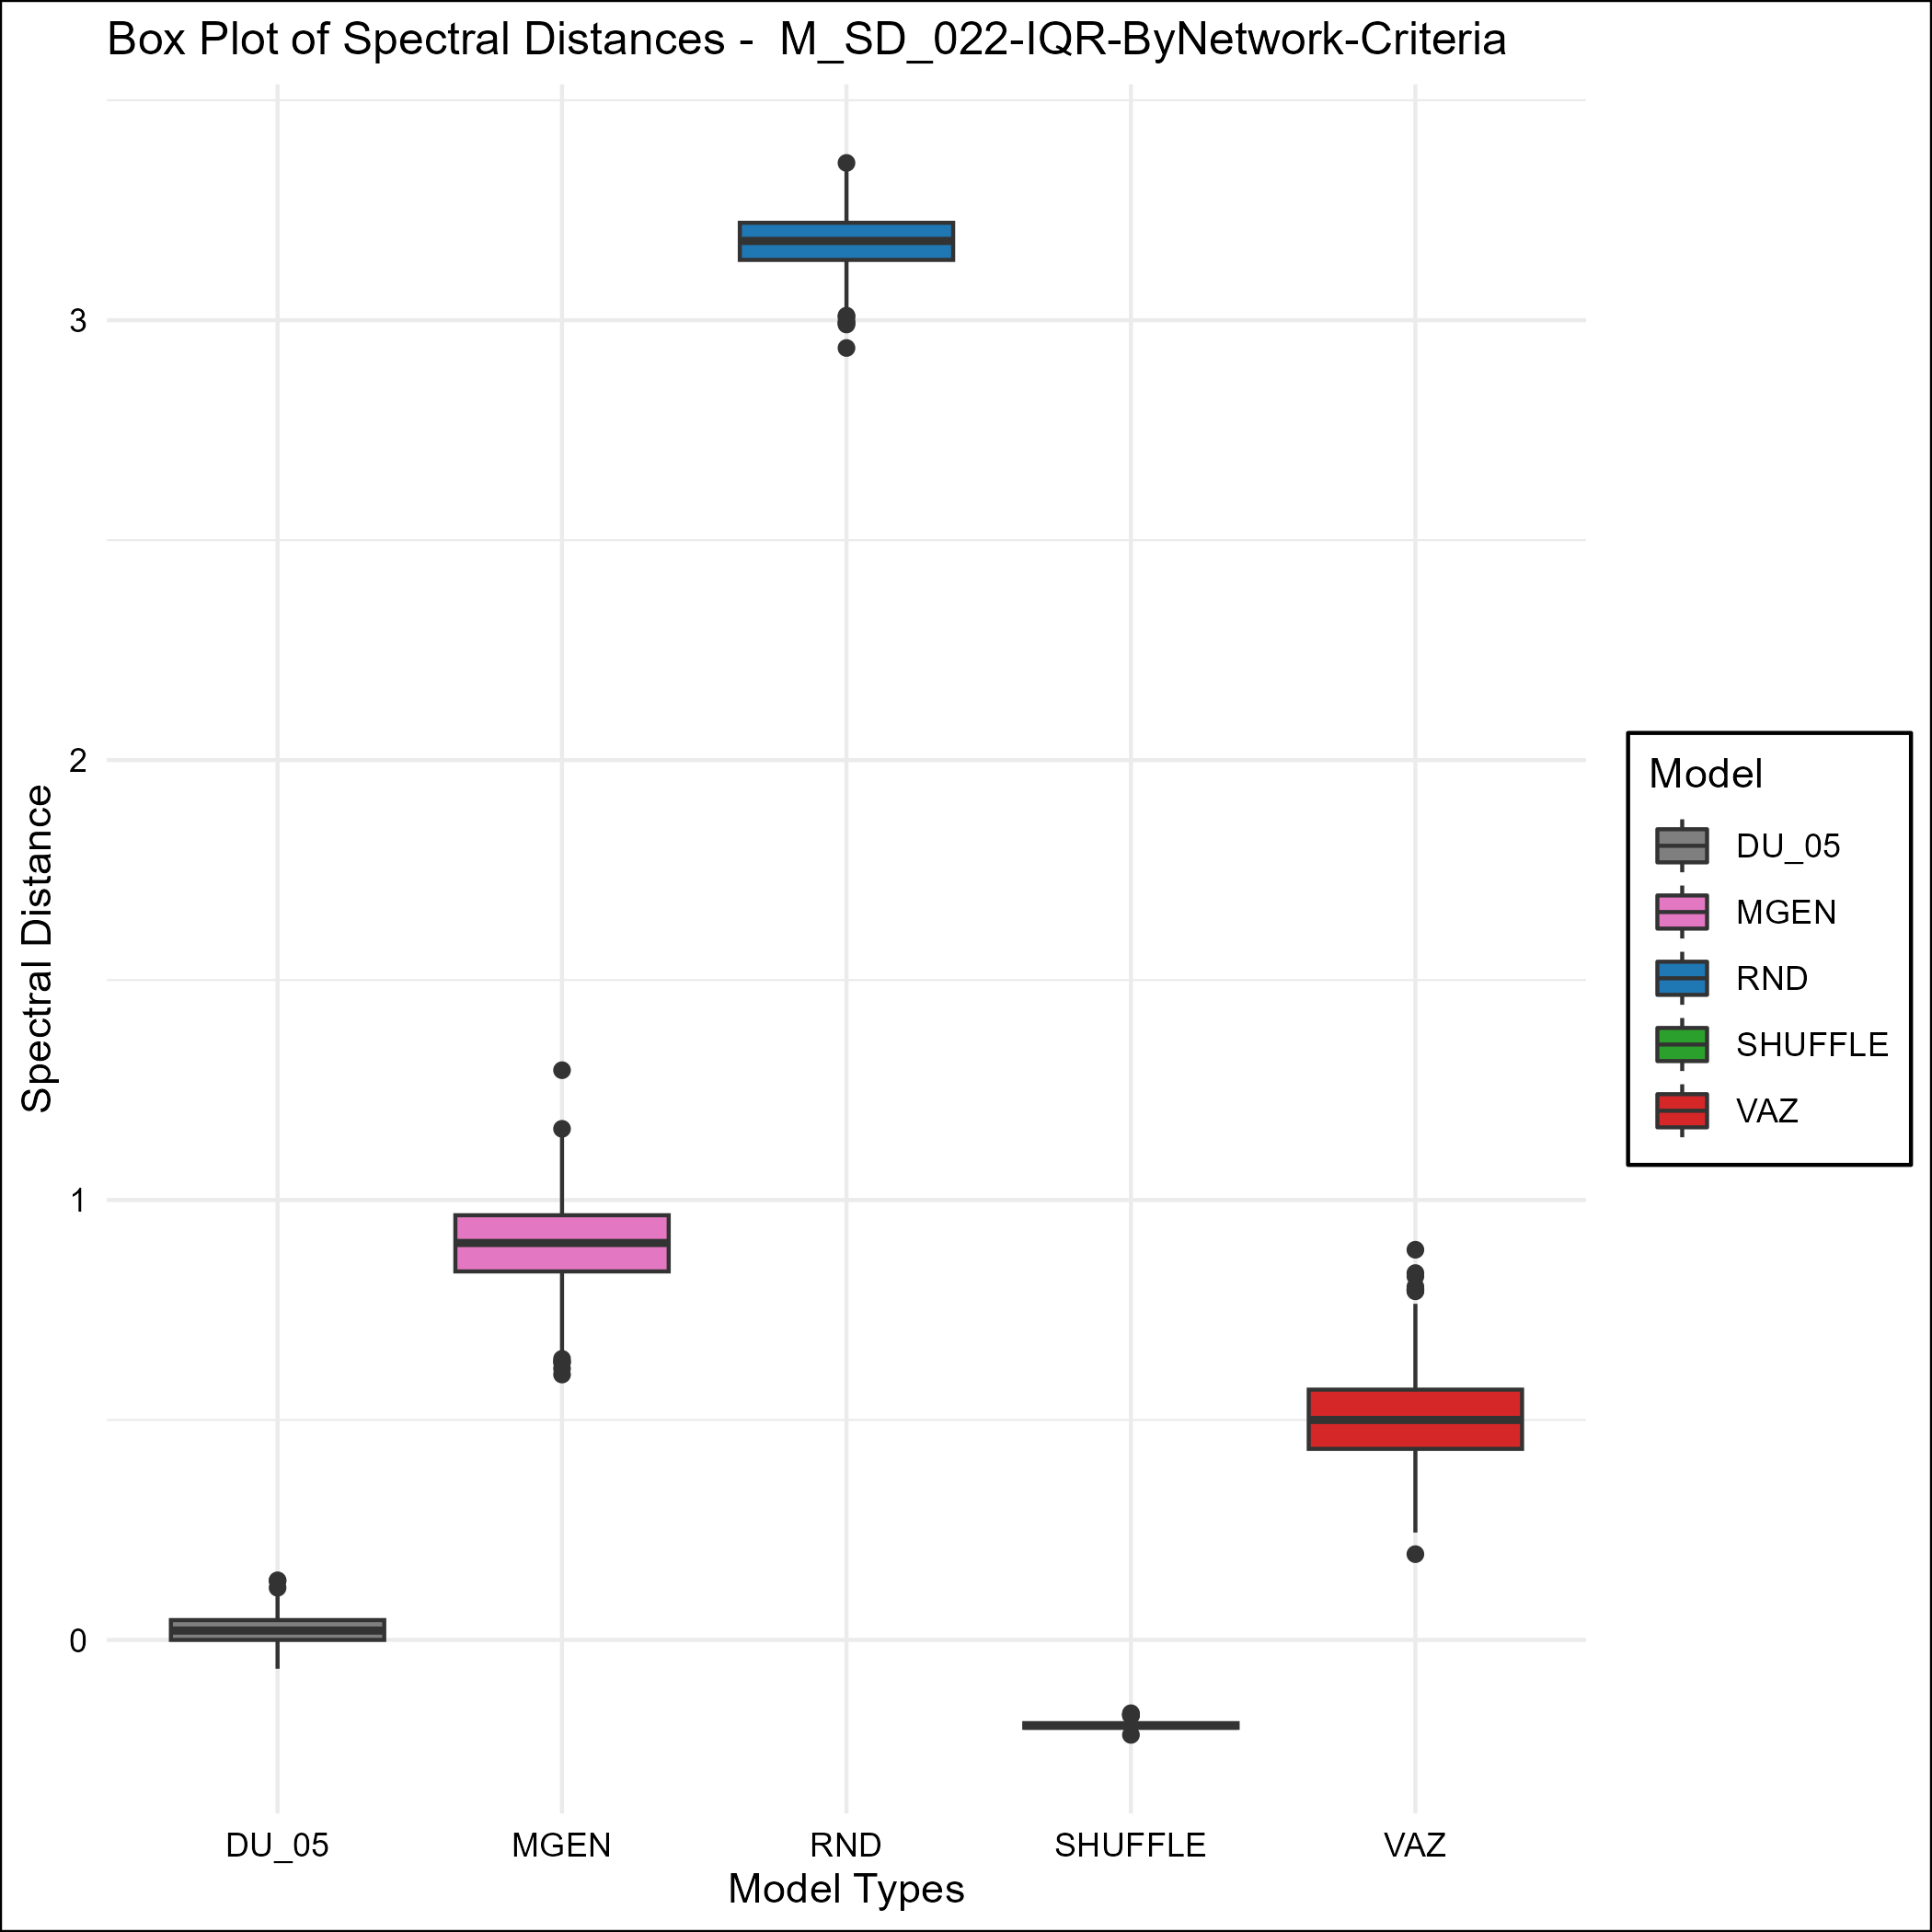 Box Plot of Spectral Distances -  M_SD_022-IQR-ByNetwork-Criteria
Spectral Distance
3
2
1
0
DU_05
MGEN
RND
SHUFFLE
VAZ
Model Types
Model
DU_05
MGEN
RND
SHUFFLE
VAZ